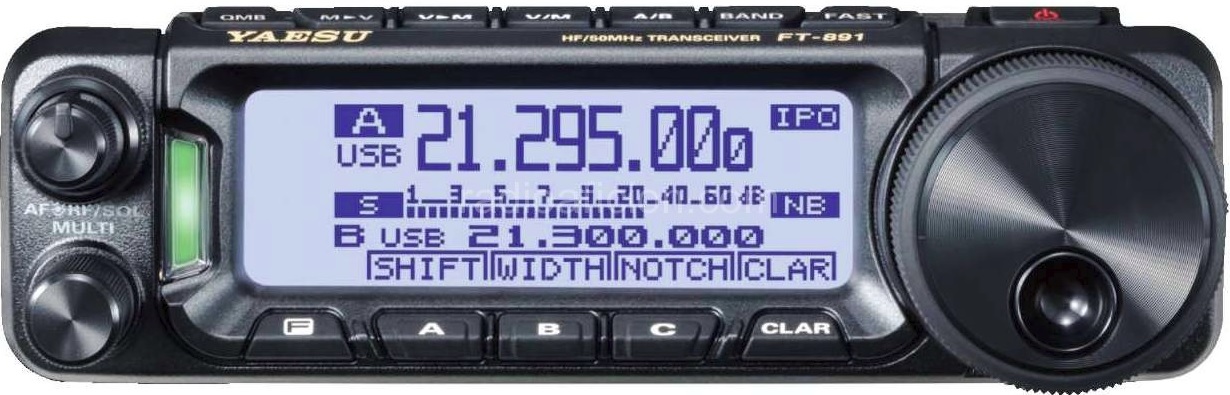 QMB M►V V►M V/M A/B BAND FAST
YAESU HF/50MHz TRANSCEIVER FT-891
A 21.295.000 IPO
USB
S 1 3 5 7 20 40 60 dB NB
B USB 21.300.000
SHIFT WIDTH NOTCH CLAR
AF RF/SQL
MULTI
F A B C CLAR